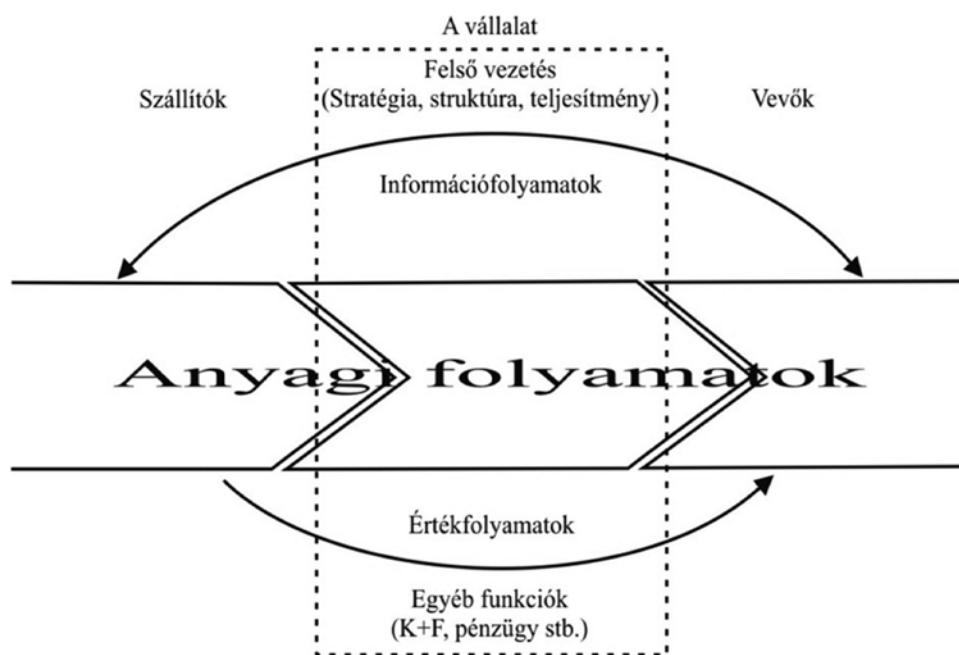 A vállalat
Felső vezetés
(Stratégia, struktúra, teljesítmény)
Szállítók
Vevők
Információfolyamatok
Anyagi folyamatok
Értékfolyamatok
Egyéb funkciók
(K+F, pénzügy stb.)